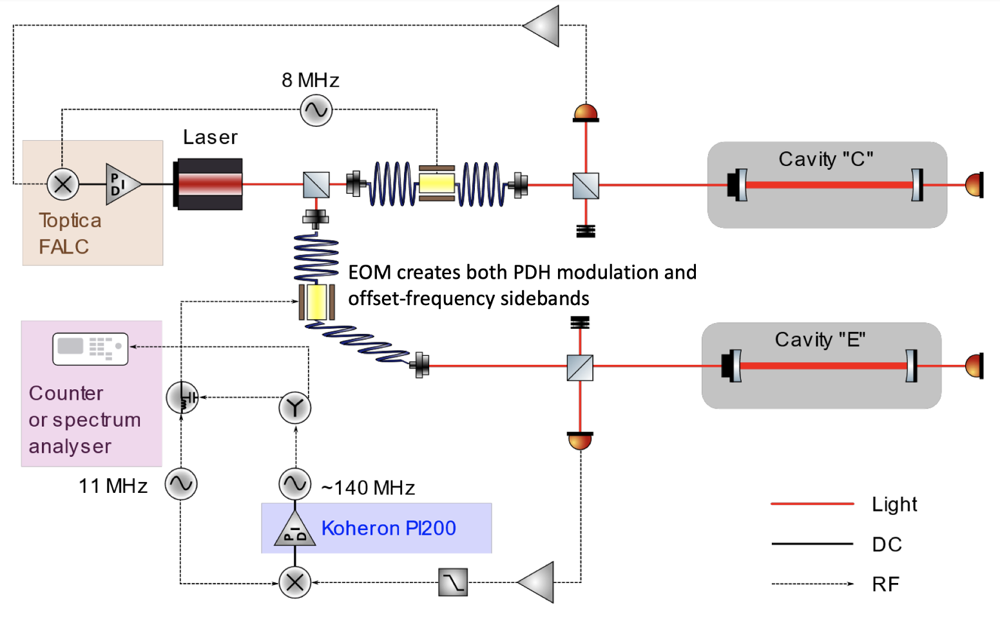 8 MHz
Laser
Cavity "C"
P
I
D
Toptica
FALC
EOM creates both PDH modulation and
offset-frequency sidebands
Cavity "E"
Counter
or spectrum
analyser
Y
11 MHz
~140 MHz
P
I
D
Koheron PI200
Light
DC
RF